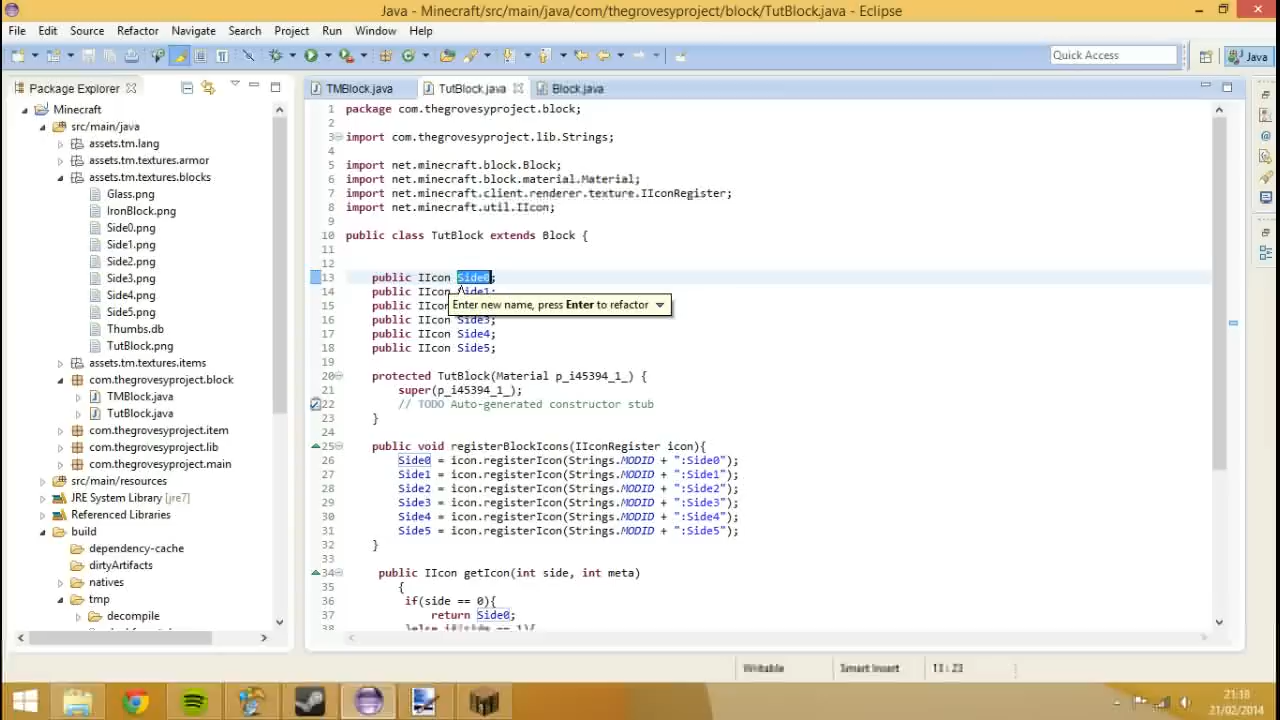 Java - Minecraft/src/main/java/com/thegrovesyproject/block/TutBlock.java - Eclipse
File Edit Source Refactor Navigate Search Project Run Window Help
Quick Access Java
Package Explorer
Minecraft
src/main/java
assets.tm.lang
assets.tm.textures.armor
assets.tm.textures.blocks
Glass.png
IronBlock.png
Side0.png
Side1.png
Side2.png
Side3.png
Side4.png
Side5.png
Thumbs.db
TutBlock.png
assets.tm.textures.items
com.thegrovesyproject.block
TMBlock.java
TutBlock.java
com.thegrovesyproject.item
com.thegrovesyproject.lib
com.thegrovesyproject.main
src/main/resources
JRE System Library [jre7]
Referenced Libraries
build
dependency-cache
dirtyArtifacts
natives
tmp
decompile
TMBlock.java TutBlock.java Block.java
1 package com.thegrovesyproject.block;
2
3 import com.thegrovesyproject.lib.Strings;
4
5 import net.minecraft.block.Block;
6 import net.minecraft.block.material.Material;
7 import net.minecraft.client.renderer.texture.IIconRegister;
8 import net.minecraft.util.IIcon;
9
10 public class TutBlock extends Block {
11
12
13 public IIcon Side0;
14 public IIcon Side1;
Enter new name, press Enter to refactor
15 public IIcon
16 public IIcon Side3;
17 public IIcon Side4;
18 public IIcon Side5;
19
20 protected TutBlock(Material p_i45394_1_) {
21 super(p_i45394_1_);
22 // TODO Auto-generated constructor stub
23 }
24
25 public void registerBlockIcons(IIconRegister icon){
26 Side0 = icon.registerIcon(Strings.MODID + ":Side0");
27 Side1 = icon.registerIcon(Strings.MODID + ":Side1");
28 Side2 = icon.registerIcon(Strings.MODID + ":Side2");
29 Side3 = icon.registerIcon(Strings.MODID + ":Side3");
30 Side4 = icon.registerIcon(Strings.MODID + ":Side4");
31 Side5 = icon.registerIcon(Strings.MODID + ":Side5");
32 }
33
34 public IIcon getIcon(int side, int meta)
35 {
36 if(side == 0){
37 return Side0;
38 }else if(side == 1){
Writable Smart Insert
21:18
21/02/2014